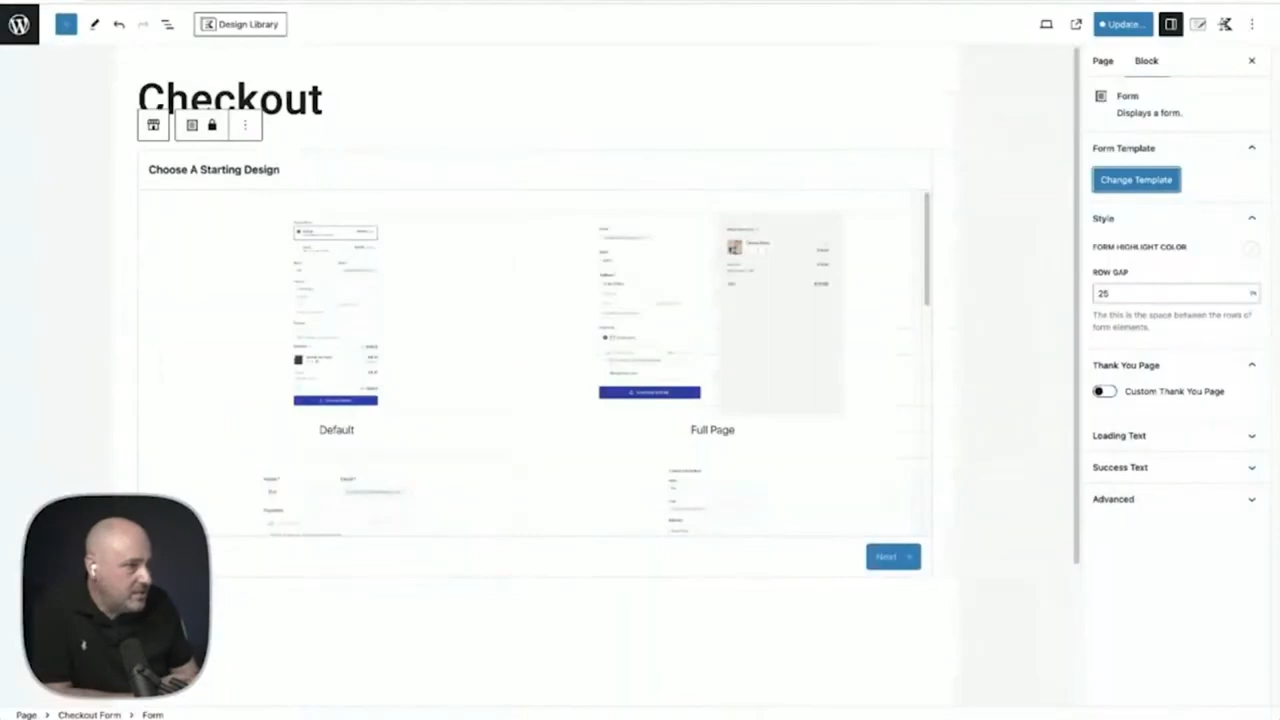 Design Library
Update...
Checkout
Choose A Starting Design
Default
Full Page
Next
Page
Block
Form
Displays a form.
Form Template
Change Template
Style
FORM HIGHLIGHT COLOR
ROW GAP
25
The this is the space between the rows of
form elements.
Thank You Page
Custom Thank You Page
Loading Text
Success Text
Advanced
Page > Checkout Form > Form